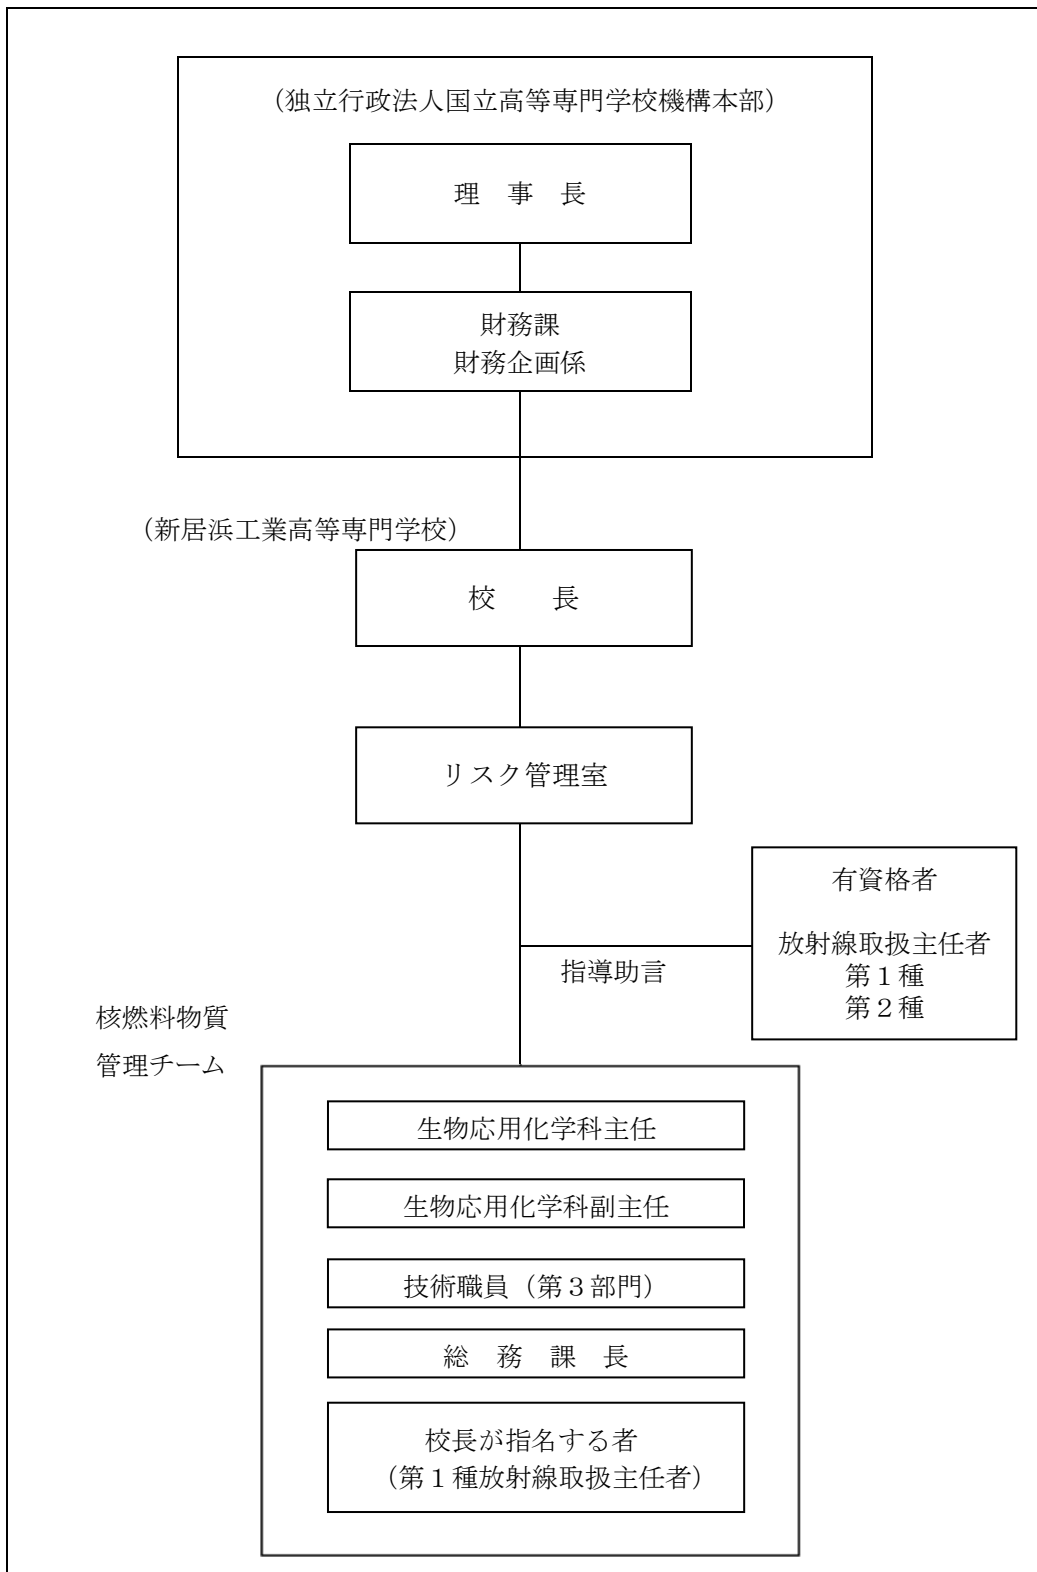 (独立行政法人国立高等専門学校機構本部)
理　事　長
財務課
財務企画係
(新居浜工業高等専門学校)
校　　長
リスク管理室
有資格者
放射線取扱主任者
第１種
第２種
指導助言
核燃料物質
管理チーム
生物応用化学科主任
生物応用化学科副主任
技術職員（第３部門）
総　務　課　長
校長が指名する者
（第１種放射線取扱主任者）